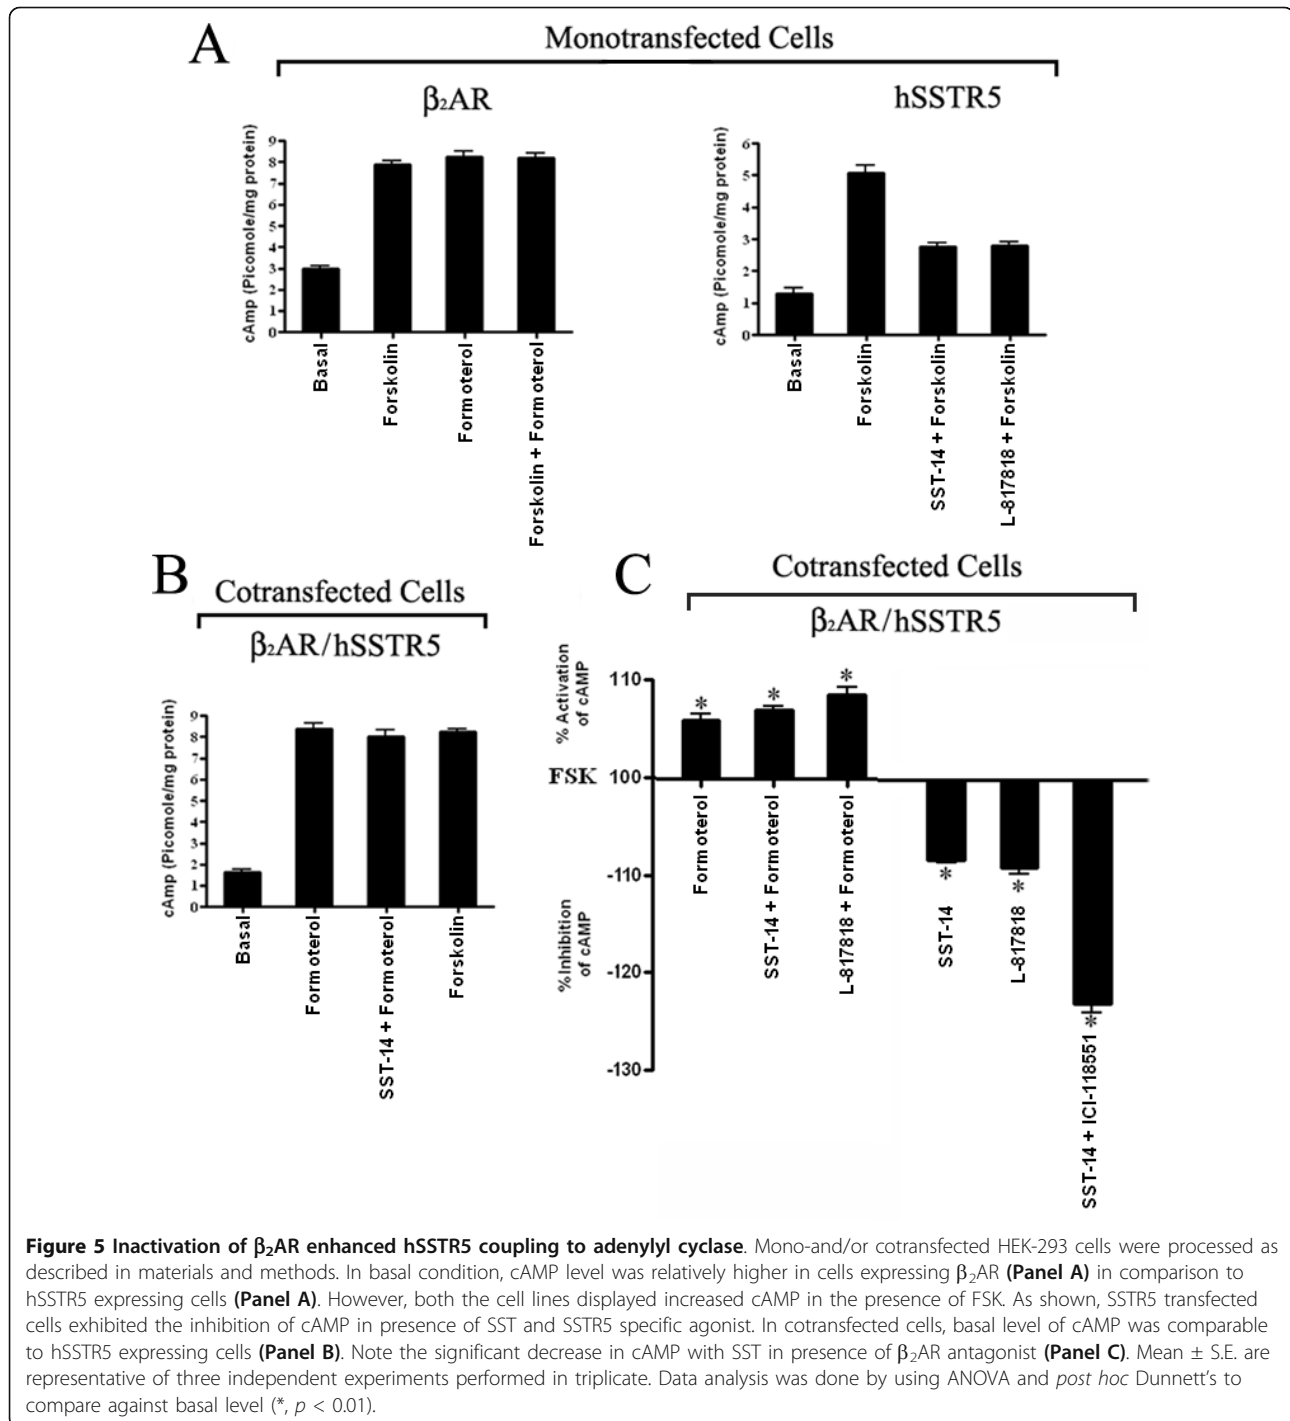 A
Monotransfected Cells
β₂AR
hSSTR5
cAmp (Picomole/mg protein)
9
8
7
6
5
4
3
2
1
0
Basal
Forskolin
Formoterol
Forskolin + Formoterol
cAmp (Picomole/mg protein)
6
5
4
3
2
1
0
Basal
Forskolin
SST-14 + Forskolin
L-817818 + Forskolin
B
Cotransfected Cells
β₂AR/hSSTR5
cAmp (Picomole/mg protein)
9
8
7
6
5
4
3
2
1
0
Basal
Formoterol
SST-14 + Formoterol
Forskolin
C
Cotransfected Cells
β₂AR/hSSTR5
% Activation
of cAMP
% Inhibition
of cAMP
110
FSK 100
-110
-120
-130
* * *
Formoterol
SST-14 + Formoterol
L-817818 + Formoterol
* * *
SST-14
L-817818
SST-14 + ICI-118551
Figure 5 Inactivation of β₂AR enhanced hSSTR5 coupling to adenylyl cyclase. Mono-and/or cotransfected HEK-293 cells were processed as
described in materials and methods. In basal condition, cAMP level was relatively higher in cells expressing β₂AR (Panel A) in comparison to
hSSTR5 expressing cells (Panel A). However, both the cell lines displayed increased cAMP in the presence of FSK. As shown, SSTR5 transfected
cells exhibited the inhibition of cAMP in presence of SST and SSTR5 specific agonist. In cotransfected cells, basal level of cAMP was comparable
to hSSTR5 expressing cells (Panel B). Note the significant decrease in cAMP with SST in presence of β₂AR antagonist (Panel C). Mean ± S.E. are
representative of three independent experiments performed in triplicate. Data analysis was done by using ANOVA and post hoc Dunnett's to
compare against basal level (*, p < 0.01).